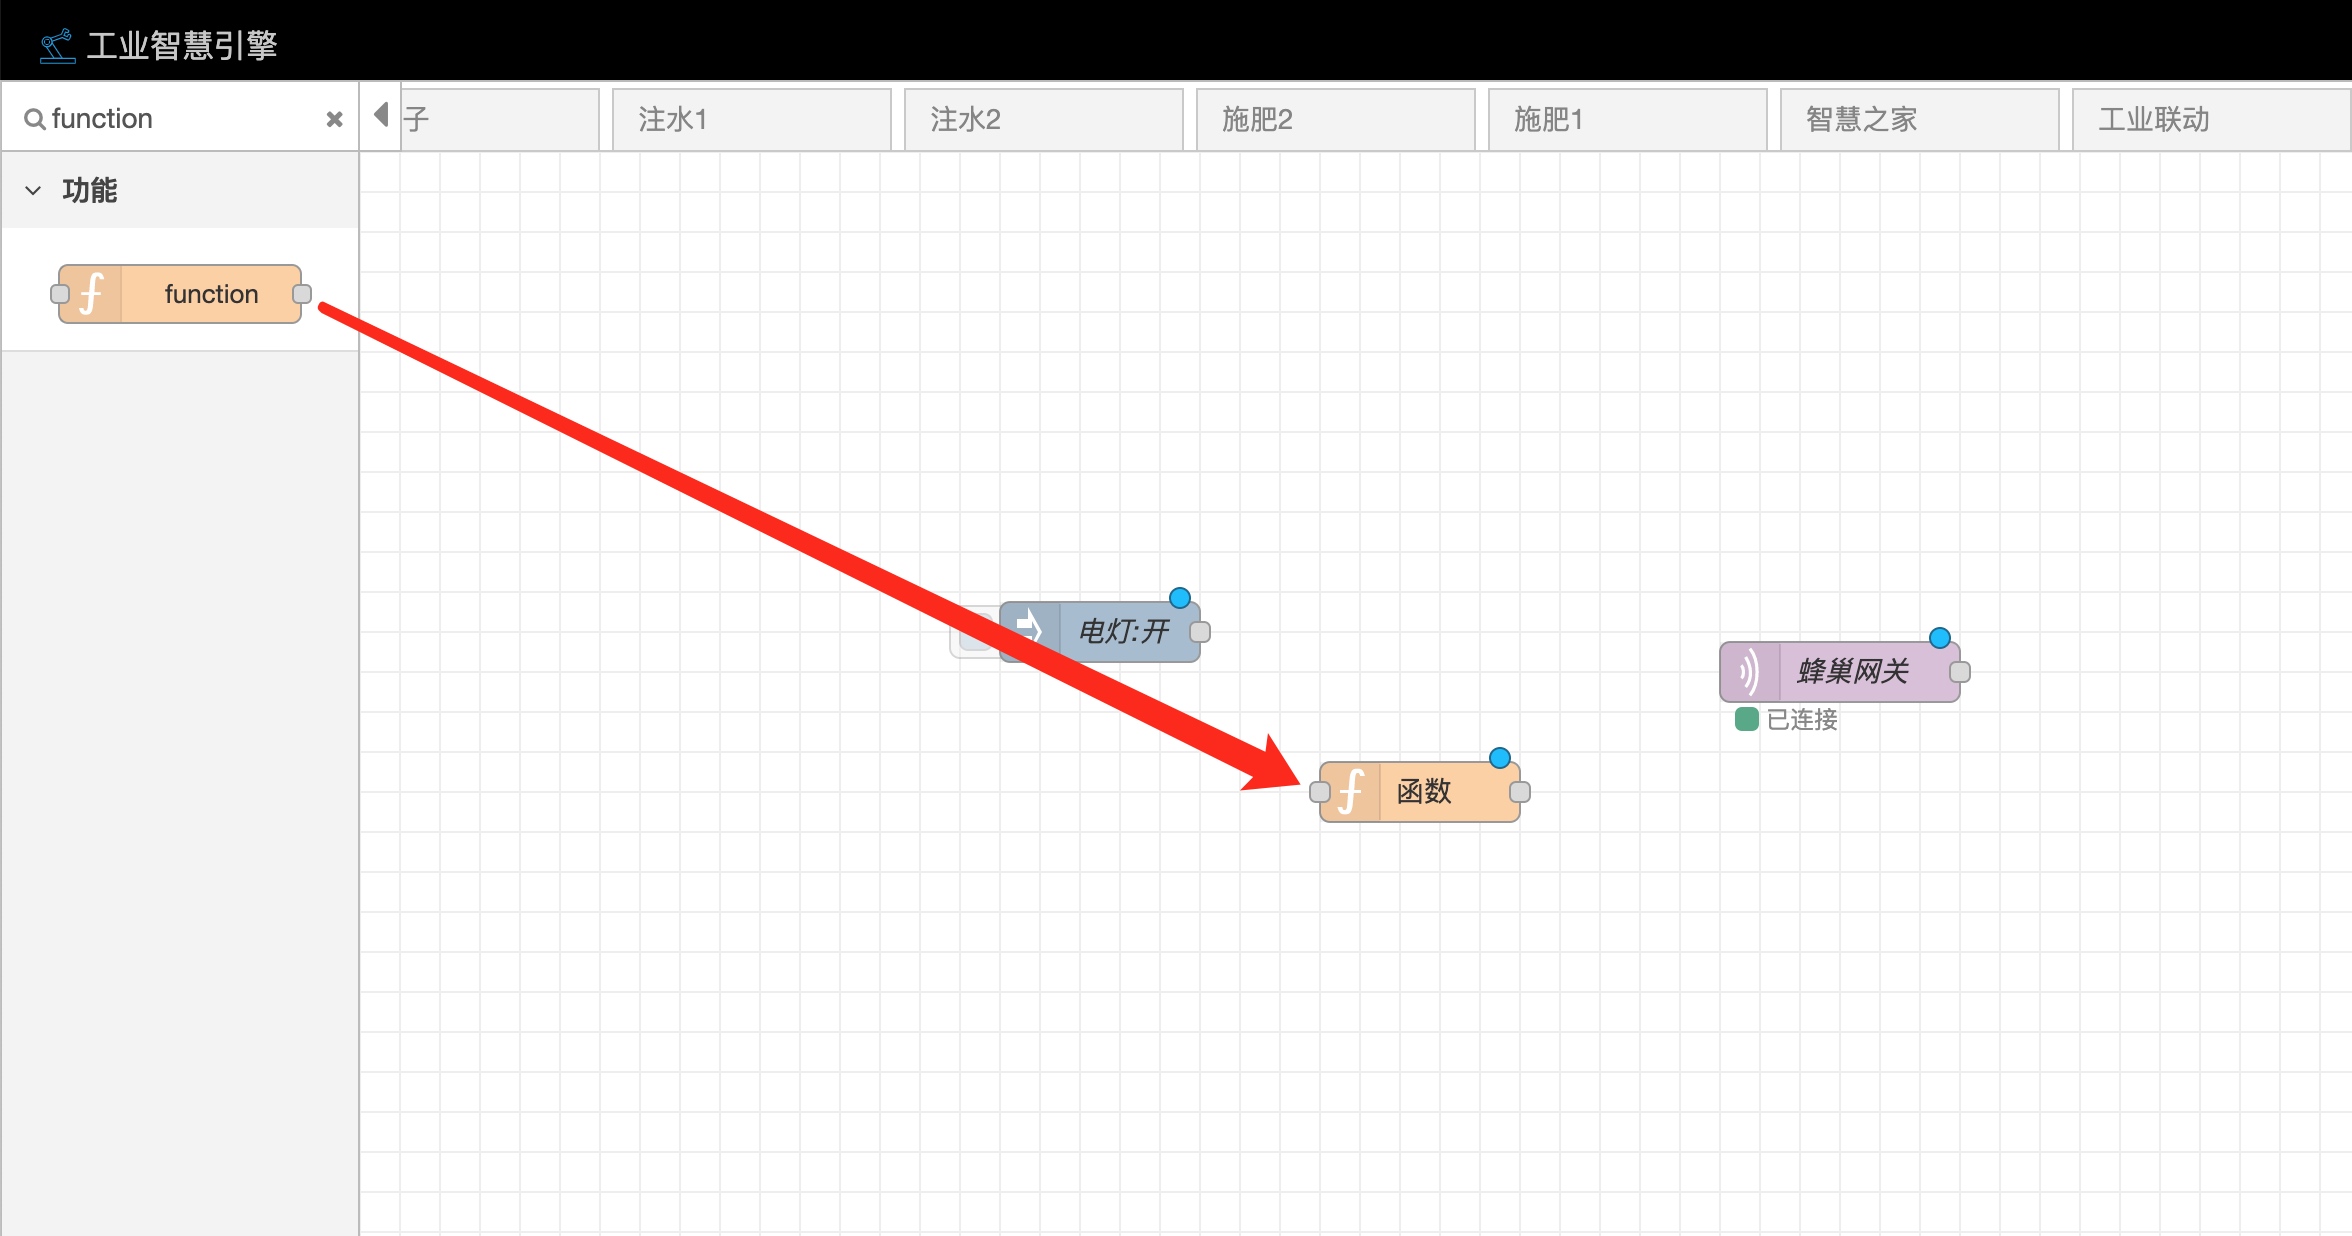 工业智慧引擎
function
子
注水1
注水2
施肥2
施肥1
智慧之家
工业联动
功能
function
电灯:开
蜂巢网关
已连接
函数